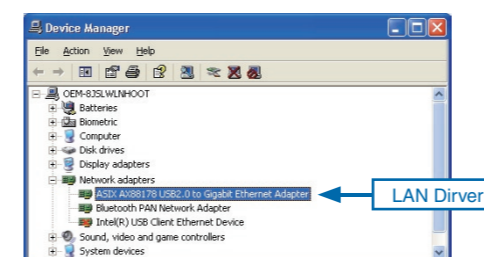 Device Manager
File Action View Help
OEM-8JSLWLNHOOT
Batteries
Biometric
Computer
Disk drives
Display adapters
Network adapters
ASIX AX88178 USB2.0 to Gigabit Ethernet Adapter
LAN Dirver
Bluetooth PAN Network Adapter
Intel(R) USB Client Ethernet Device
Sound, video and game controllers
System devices